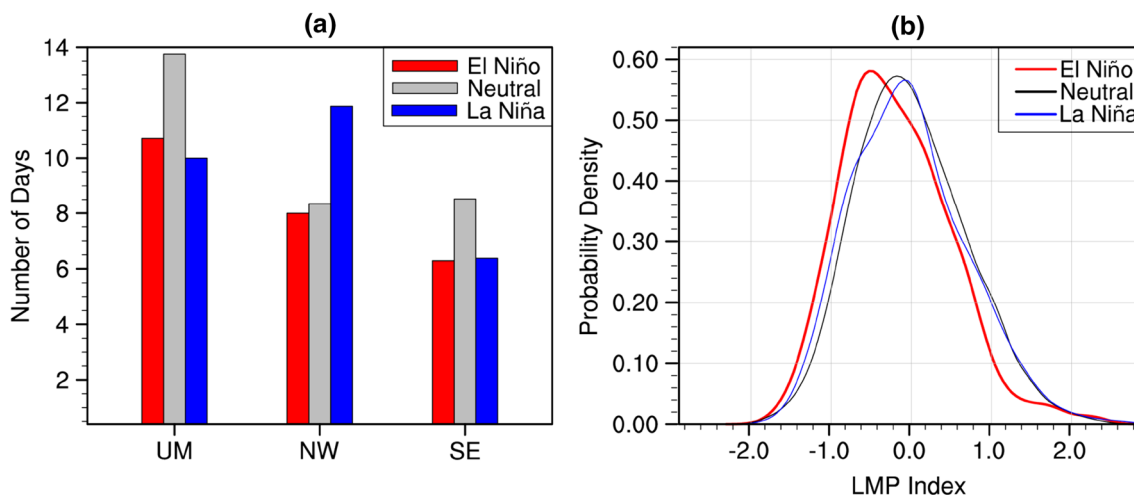 (a)
Number of Days
14
12
10
8
6
4
2
El Niño
Neutral
La Niña
UM
NW
SE
(b)
Probability Density
0.60
0.50
0.40
0.30
0.20
0.10
0.00
El Niño
Neutral
La Niña
-2.0
-1.0
0.0
1.0
2.0
LMP Index